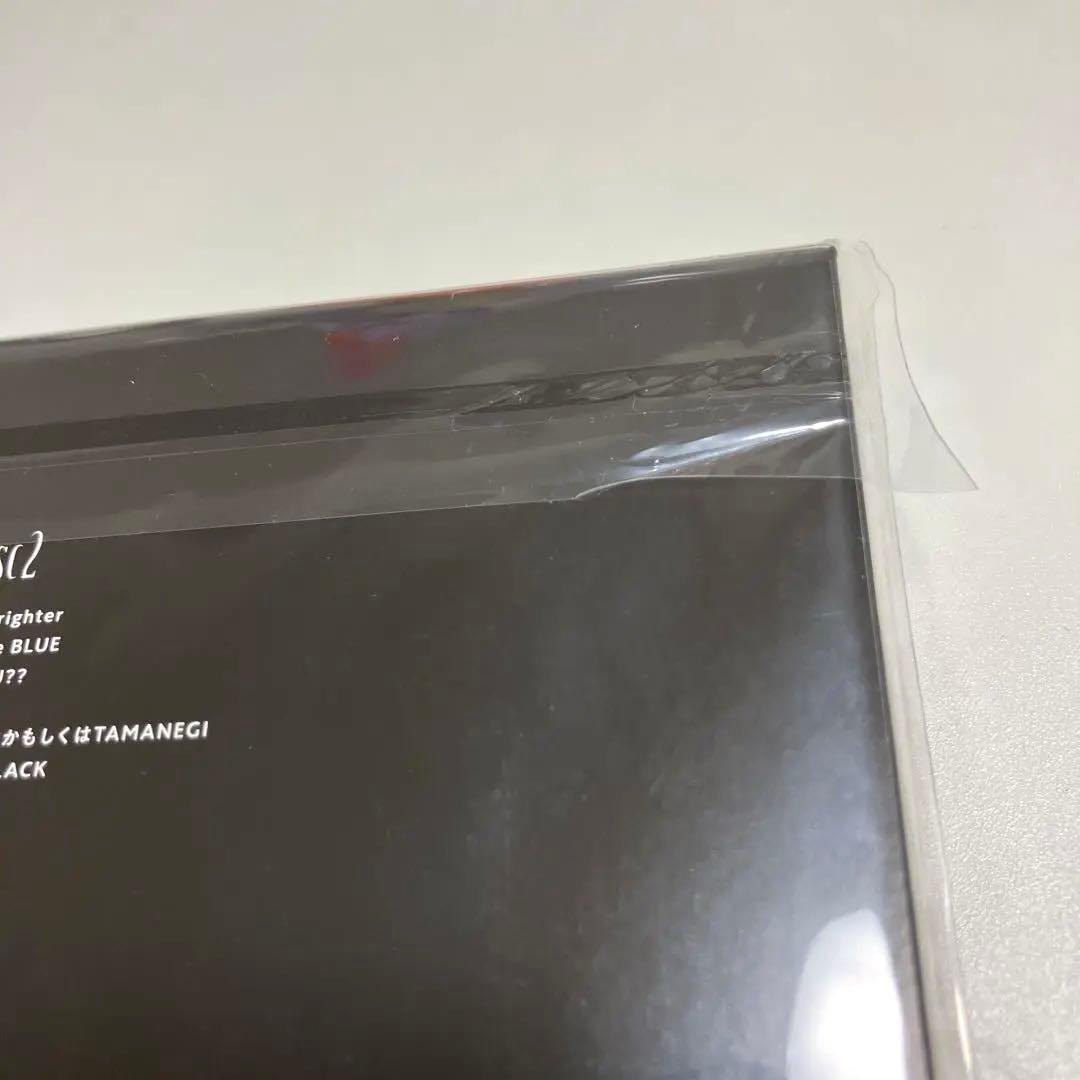 sc2
righter
e BLUE
U??
かもしくはTAMANEGI
LACK